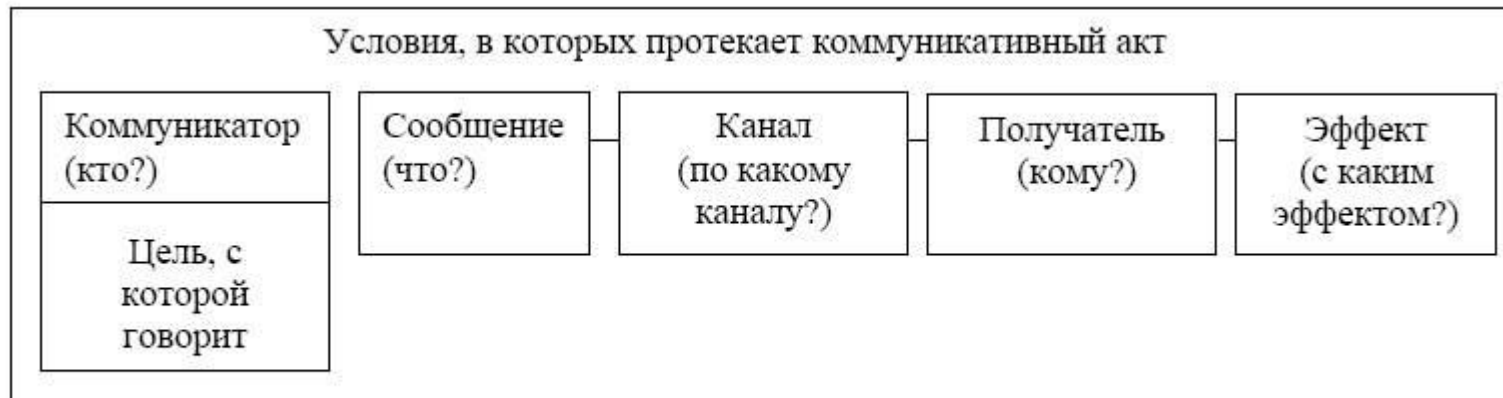 Условия, в которых протекает коммуникативный акт
Коммуникатор
(кто?)
Цель, с
которой
говорит
Сообщение
(что?)
Канал
(по какому
каналу?)
Получатель
(кому?)
Эффект
(с каким
эффектом?)